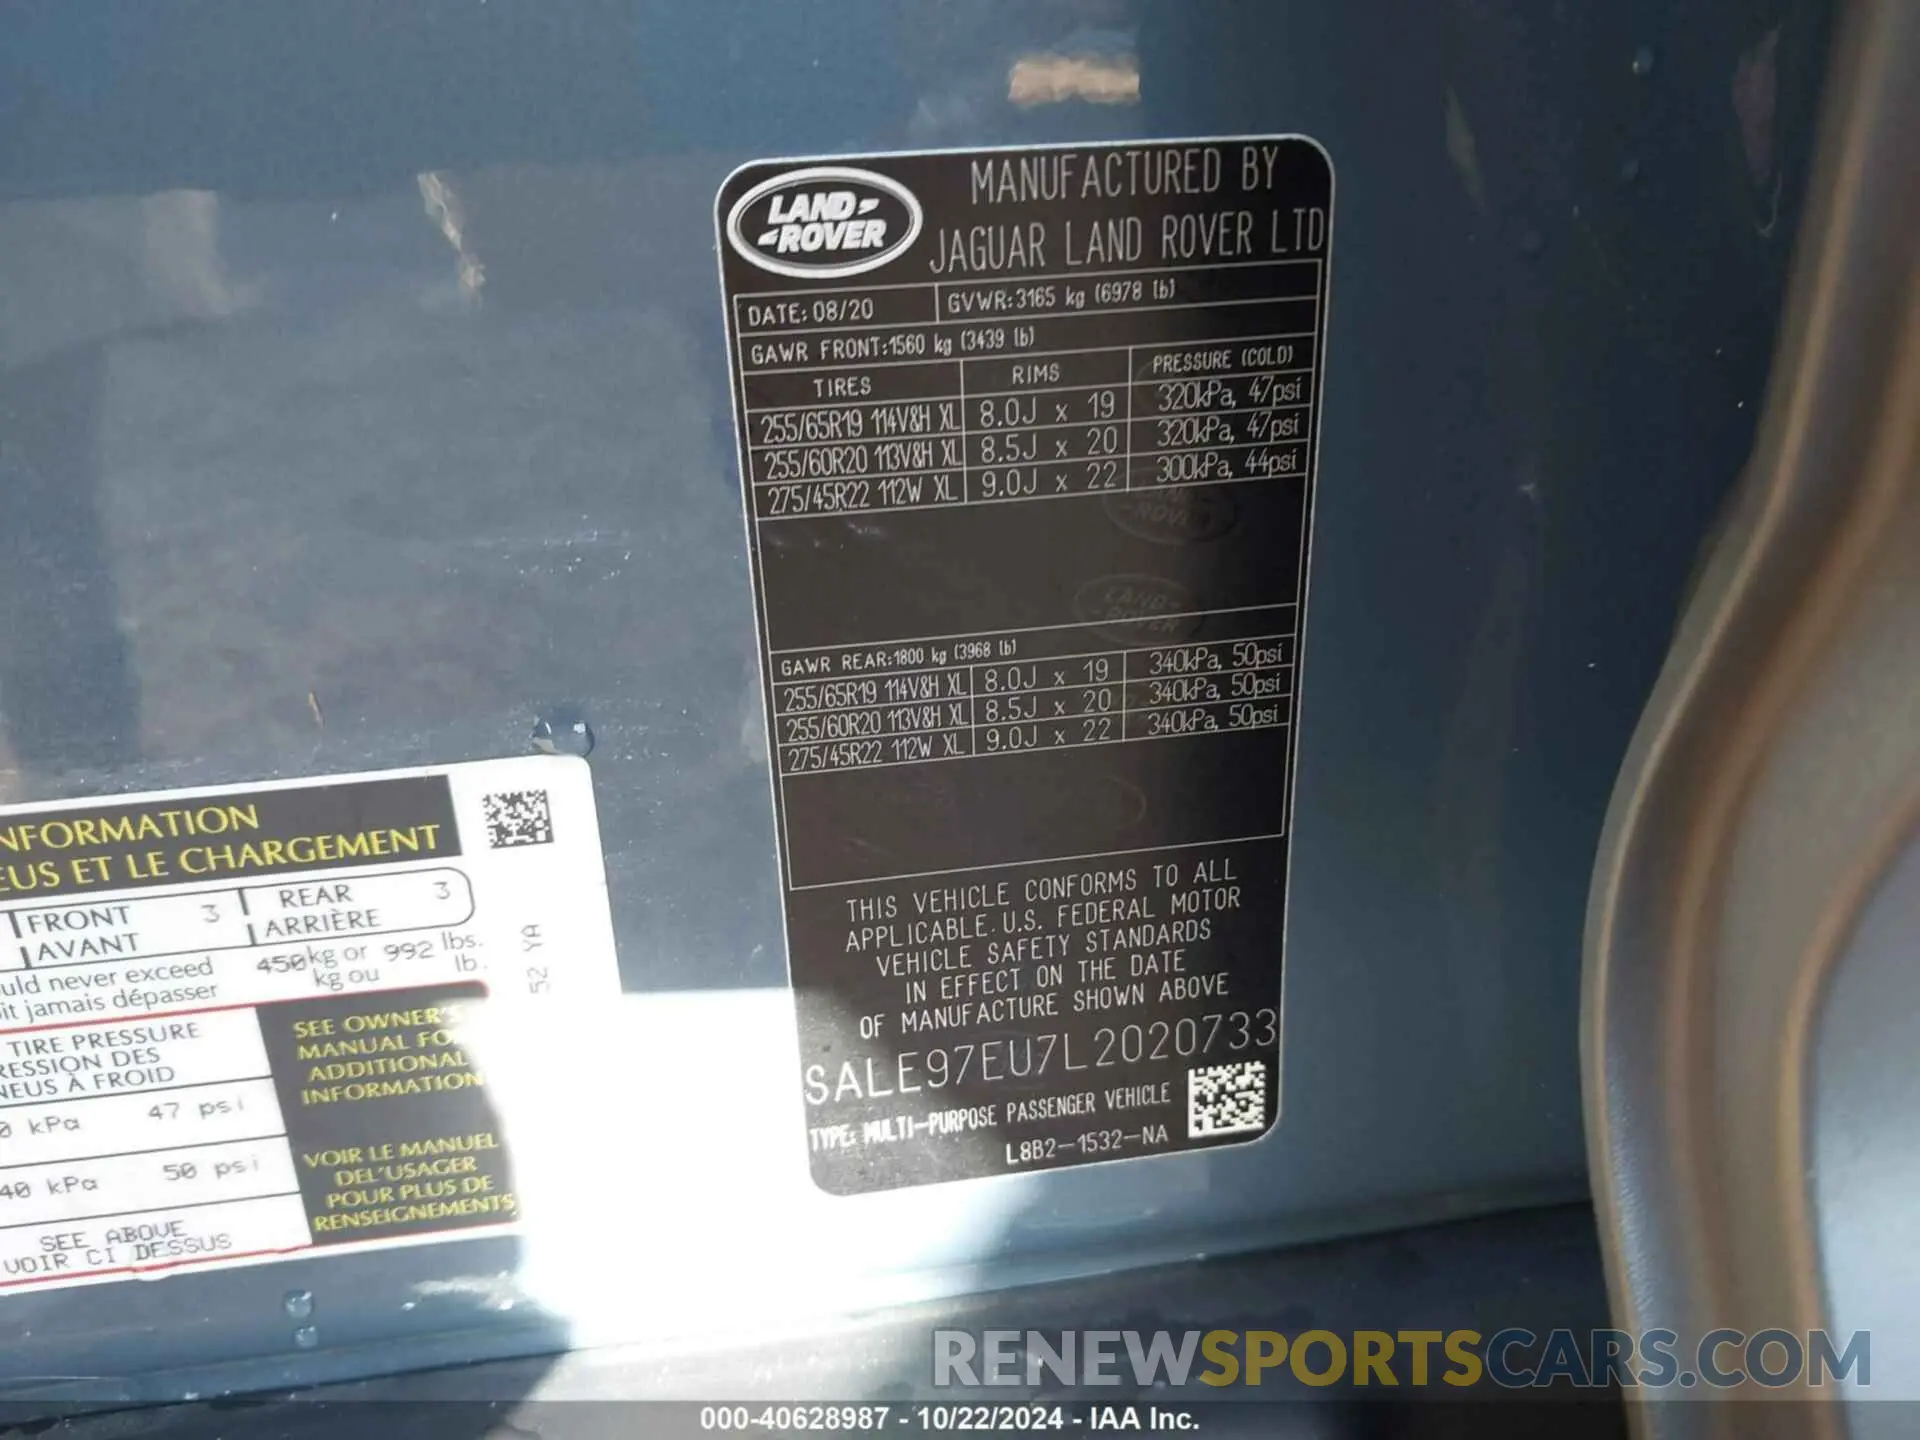 LAND-
-ROVER
MANUFACTURED BY
JAGUAR LAND ROVER LTD
DATE: 08/20
GVWR:3165 kg (6978 lb)
GAWR FRONT:1560 kg (3439 lb)
TIRES RIMS PRESSURE (COLD)
255/65R19 114V&H XL 8.0J x 19 320kPa, 47psi
255/60R20 113V&H XL 8.5J x 20 320kPa, 47psi
275/45R22 112W XL 9.0J x 22 300kPa, 44psi
GAWR REAR:1800 kg (3968 lb)
255/65R19 114V&H XL 8.0J x 19 340kPa, 50psi
255/60R20 113V&H XL 8.5J x 20 340kPa, 50psi
275/45R22 112W XL 9.0J x 22 340kPa, 50psi
THIS VEHICLE CONFORMS TO ALL
APPLICABLE U.S. FEDERAL MOTOR
VEHICLE SAFETY STANDARDS
IN EFFECT ON THE DATE
OF MANUFACTURE SHOWN ABOVE
SALE97EU7L2020733
TYPE: MULTI-PURPOSE PASSENGER VEHICLE
L8B2-1532-NA
NFORMATION
EUS ET LE CHARGEMENT
FRONT 3 REAR 3
AVANT ARRIÈRE
uld never exceed 450 kg or 992 lbs.
it jamais dépasser kg ou lb.
52 YA
TIRE PRESSURE
RESSION DES
NEUS À FROID
0 kPa 47 psi
40 kPa 50 psi
SEE ABOVE
VOIR CI DESSUS
SEE OWNER'S
MANUAL FO
ADDITIONAL
INFORMATION
VOIR LE MANUEL
DEL'USAGER
POUR PLUS DE
RENSEIGNEMENTS
RENEWSPORTSCARS.COM
000-40628987 - 10/22/2024 - IAA Inc.